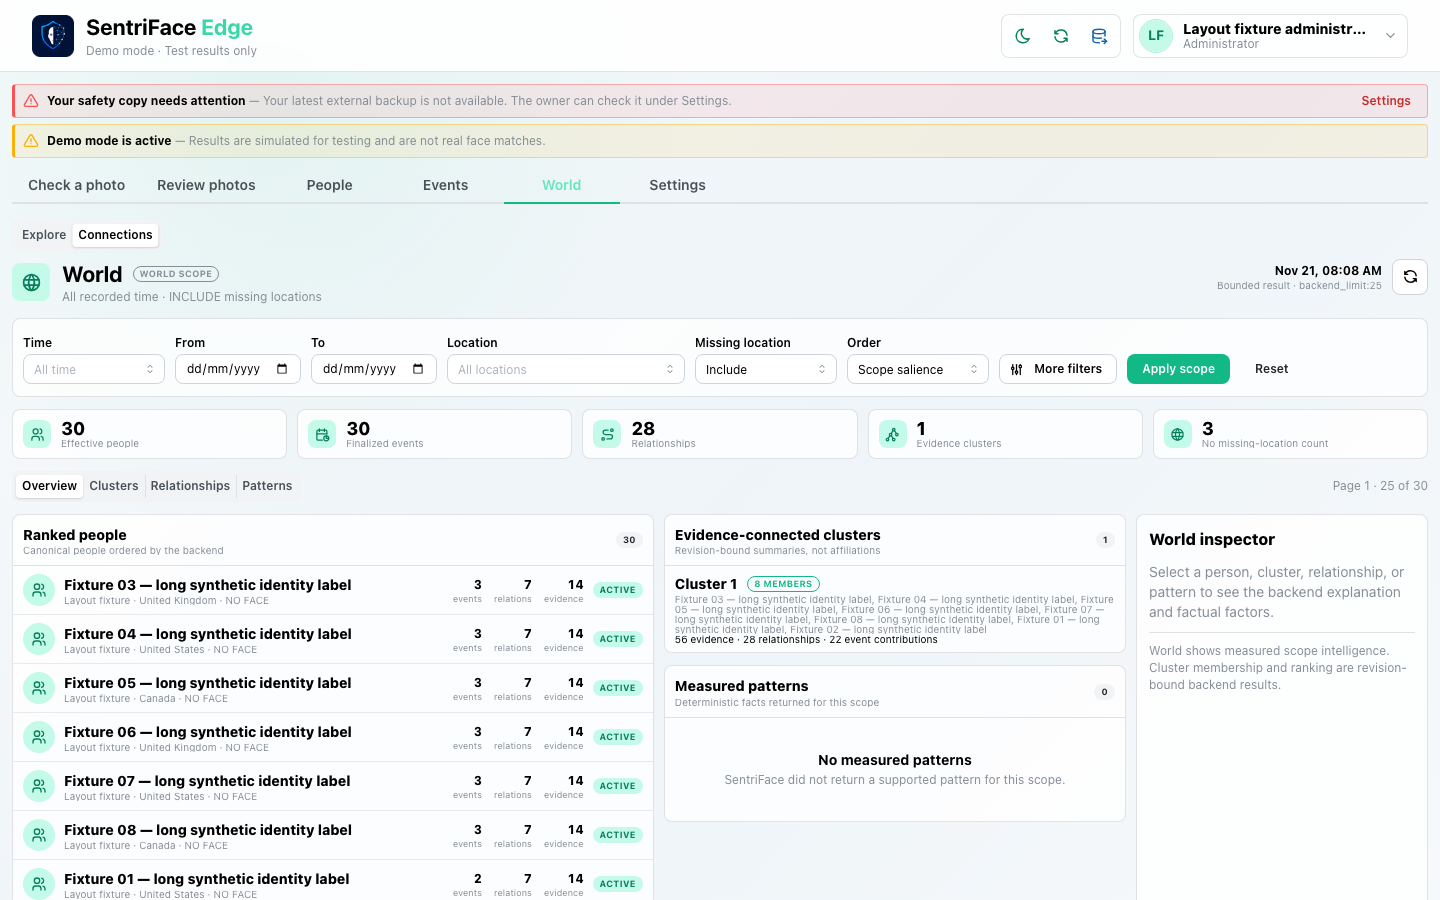 SentriFace Edge
Demo mode · Test results only
LF
Layout fixture administr...
Administrator
Your safety copy needs attention — Your latest external backup is not available. The owner can check it under Settings.
Settings
Demo mode is active — Results are simulated for testing and are not real face matches.
Check a photo
Review photos
People
Events
World
Settings
Explore
Connections
World
WORLD SCOPE
All recorded time · INCLUDE missing locations
Nov 21, 08:08 AM
Bounded result · backend_limit:25
Time
From
To
Location
Missing location
Order
All time
dd/mm/yyyy
dd/mm/yyyy
All locations
Include
Scope salience
More filters
Apply scope
Reset
30
Effective people
30
Finalized events
28
Relationships
1
Evidence clusters
3
No missing-location count
Overview
Clusters
Relationships
Patterns
Page 1 · 25 of 30
Ranked people
Canonical people ordered by the backend
30
Fixture 03 — long synthetic identity label
Layout fixture · United Kingdom · NO FACE
3 events
7 relations
14 evidence
ACTIVE
Fixture 04 — long synthetic identity label
Layout fixture · United States · NO FACE
3 events
7 relations
14 evidence
ACTIVE
Fixture 05 — long synthetic identity label
Layout fixture · Canada · NO FACE
3 events
7 relations
14 evidence
ACTIVE
Fixture 06 — long synthetic identity label
Layout fixture · United Kingdom · NO FACE
3 events
7 relations
14 evidence
ACTIVE
Fixture 07 — long synthetic identity label
Layout fixture · United States · NO FACE
3 events
7 relations
14 evidence
ACTIVE
Fixture 08 — long synthetic identity label
Layout fixture · Canada · NO FACE
3 events
7 relations
14 evidence
ACTIVE
Fixture 01 — long synthetic identity label
Layout fixture · United States · NO FACE
2 events
7 relations
14 evidence
ACTIVE
Evidence-connected clusters
Revision-bound summaries, not affiliations
1
Cluster 1
8 MEMBERS
Fixture 03 — long synthetic identity label, Fixture 04 — long synthetic identity label, Fixture
05 — long synthetic identity label, Fixture 06 — long synthetic identity label, Fixture 07 —
long synthetic identity label, Fixture 08 — long synthetic identity label, Fixture 01 — long
synthetic identity label, Fixture 02 — long synthetic identity label
56 evidence · 28 relationships · 22 event contributions
Measured patterns
Deterministic facts returned for this scope
0
No measured patterns
SentriFace did not return a supported pattern for this scope.
World inspector
Select a person, cluster, relationship, or
pattern to see the backend explanation
and factual factors.
World shows measured scope intelligence.
Cluster membership and ranking are revision-
bound backend results.